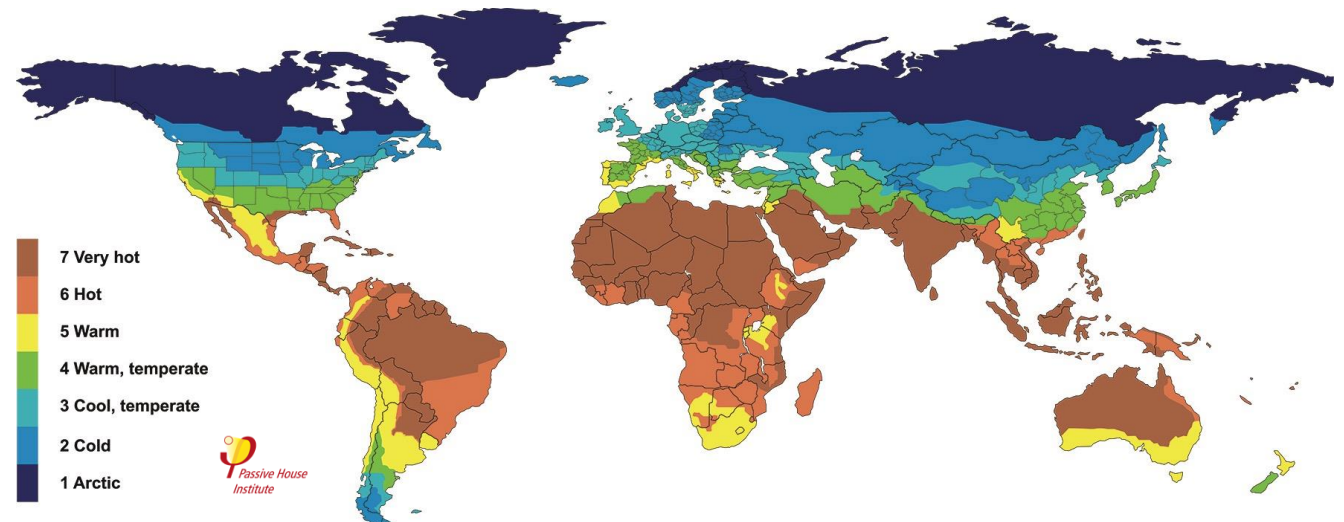 7 Very hot
6 Hot
5 Warm
4 Warm, temperate
3 Cool, temperate
2 Cold
1 Arctic
Passive House
Institute